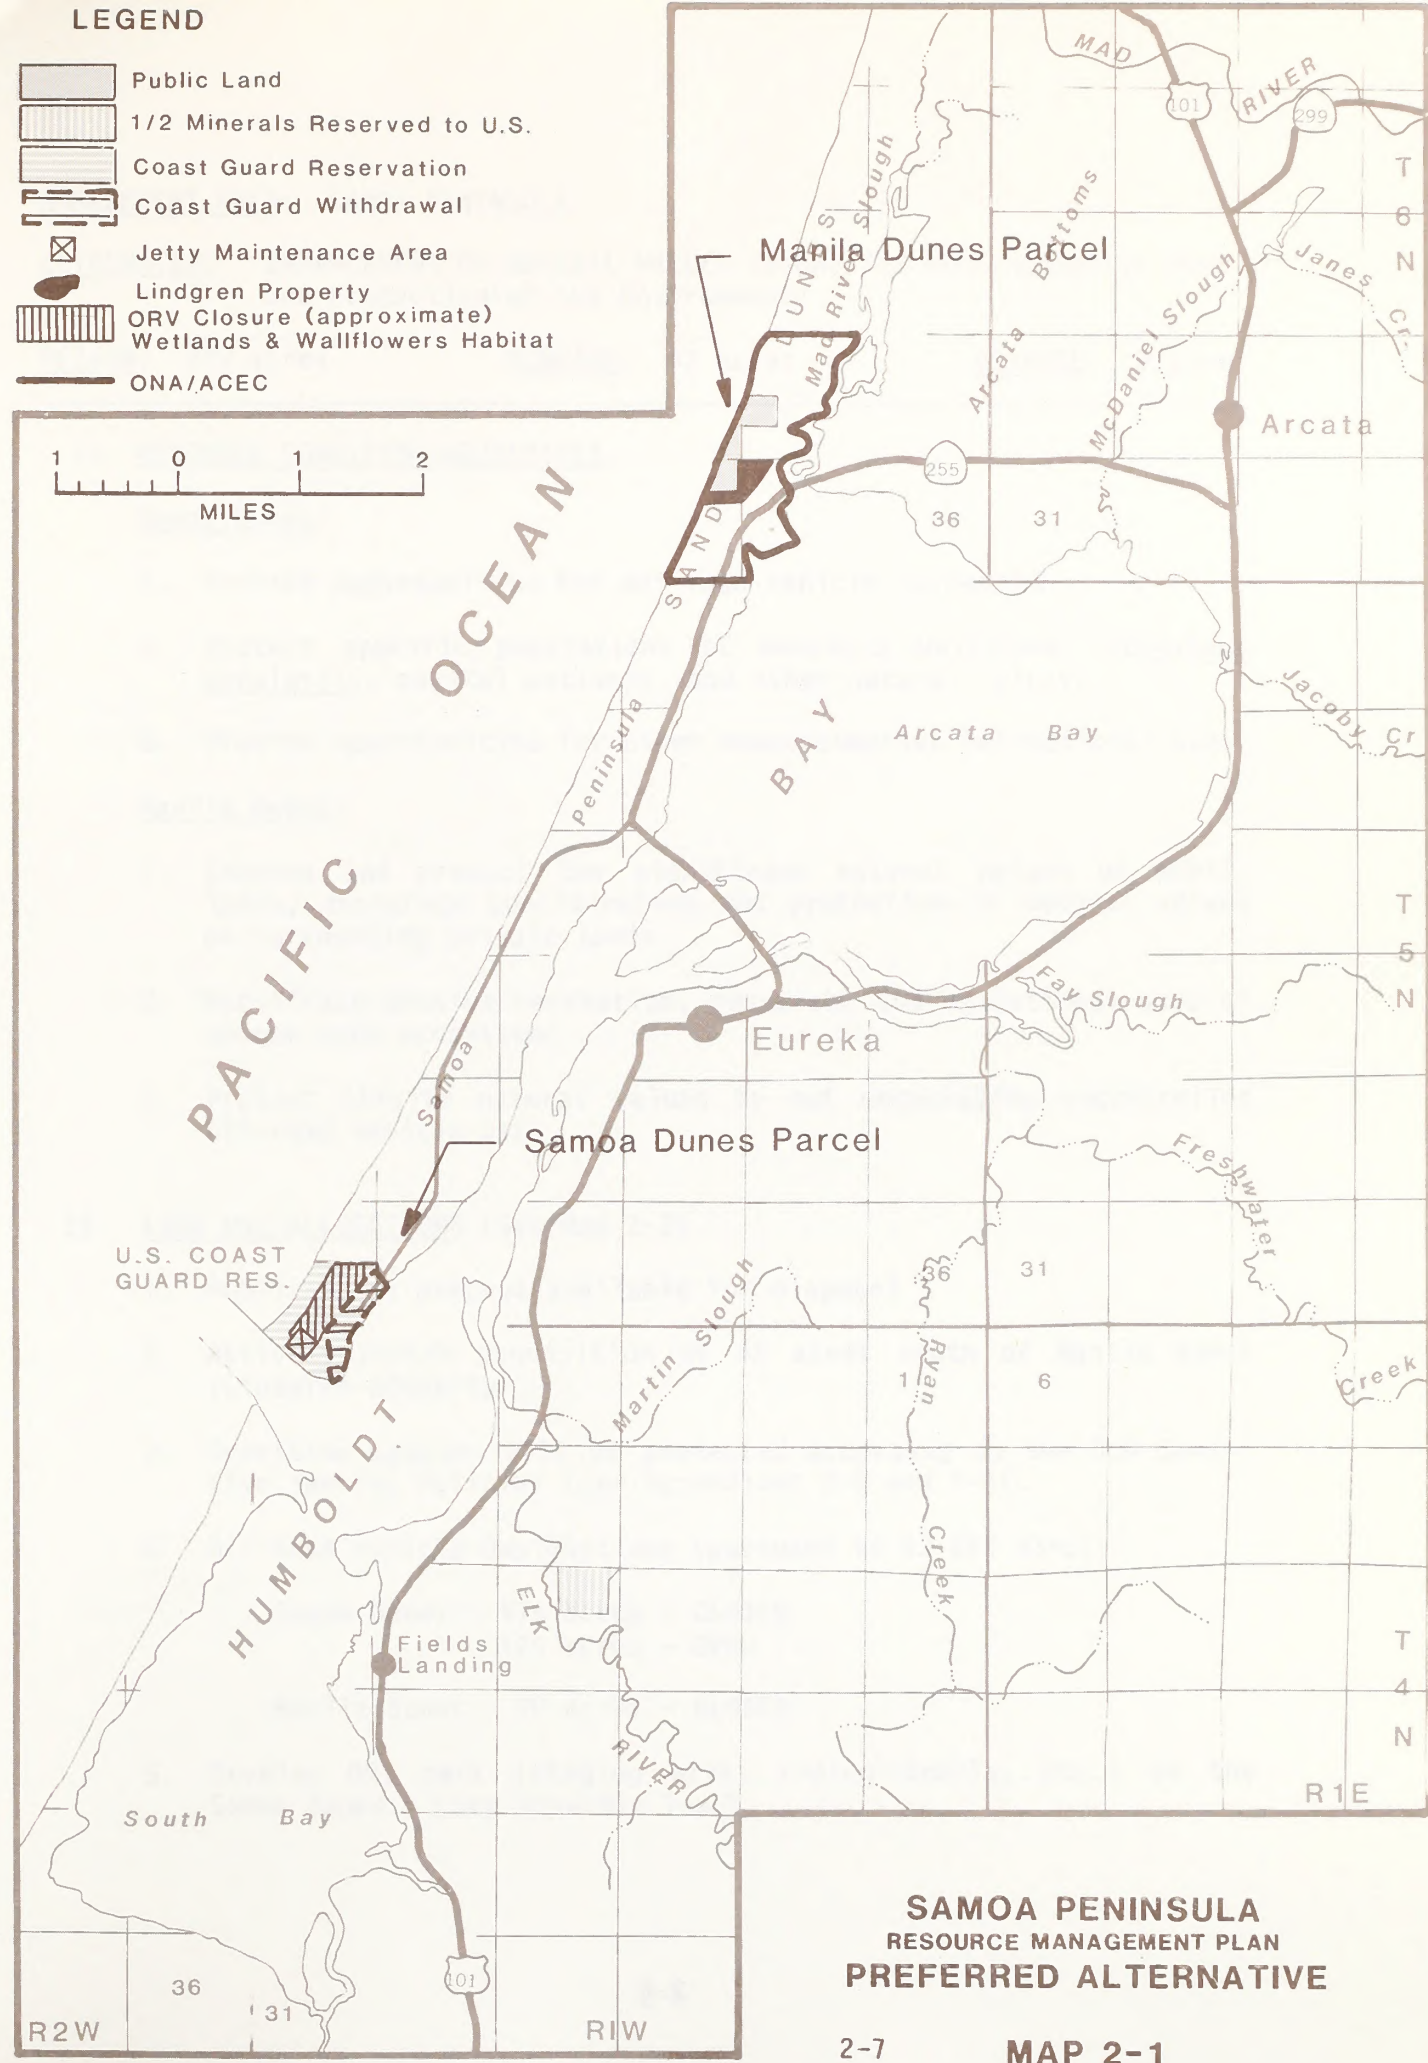 LEGEND
Public Land
1/2 Minerals Reserved to U.S.
Coast Guard Reservation
Coast Guard Withdrawal
Jetty Maintenance Area
Lindgren Property
ORV Closure (approximate)
Wetlands & Wallflowers Habitat
ONA/ACEC
1 0 1 2
MILES
MAD
RIVER
101
299
T
6
N
Janes
Cr.
Mad River Slough
DUNES
Manila Dunes Parcel
Arcata
Bottoms
McDaniel Slough
Arcata
255
36
31
SAND
PACIFIC
OCEAN
Peninsula
BAY
Arcata Bay
Jacoby
Cr
T
5
N
Fay Slough
Eureka
Samoa
Samoa Dunes Parcel
Freshwater
Creek
U.S. COAST
GUARD RES.
36
31
Martin Slough
Ryan
Creek
1
6
HUMBOLDT
ELK
RIVER
Fields
Landing
T
4
N
R1E
South Bay
36
31
101
R2W
R1W
SAMOA PENINSULA
RESOURCE MANAGEMENT PLAN
PREFERRED ALTERNATIVE
2-7
MAP 2-1